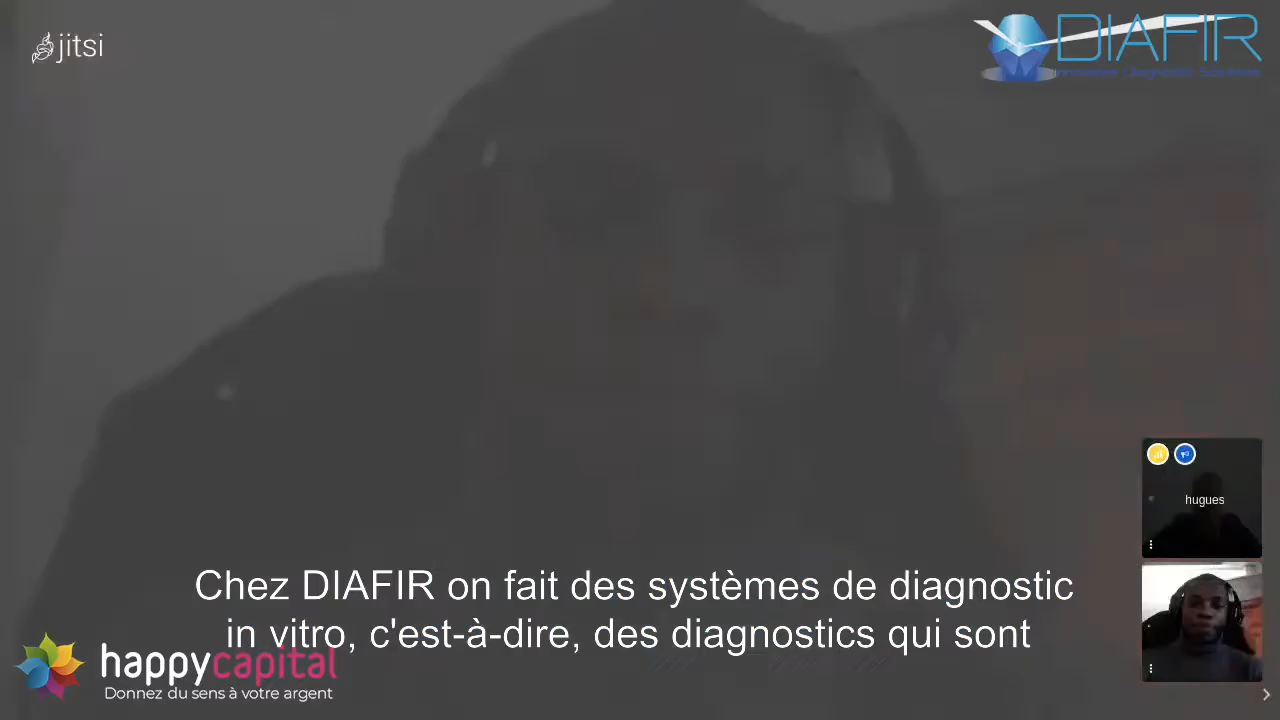 jitsi
DIAFIR
hugues
Chez DIAFIR on fait des systèmes de diagnostic
in vitro, c'est-à-dire, des diagnostics qui sont
happycapital
Donnez du sens à votre argent